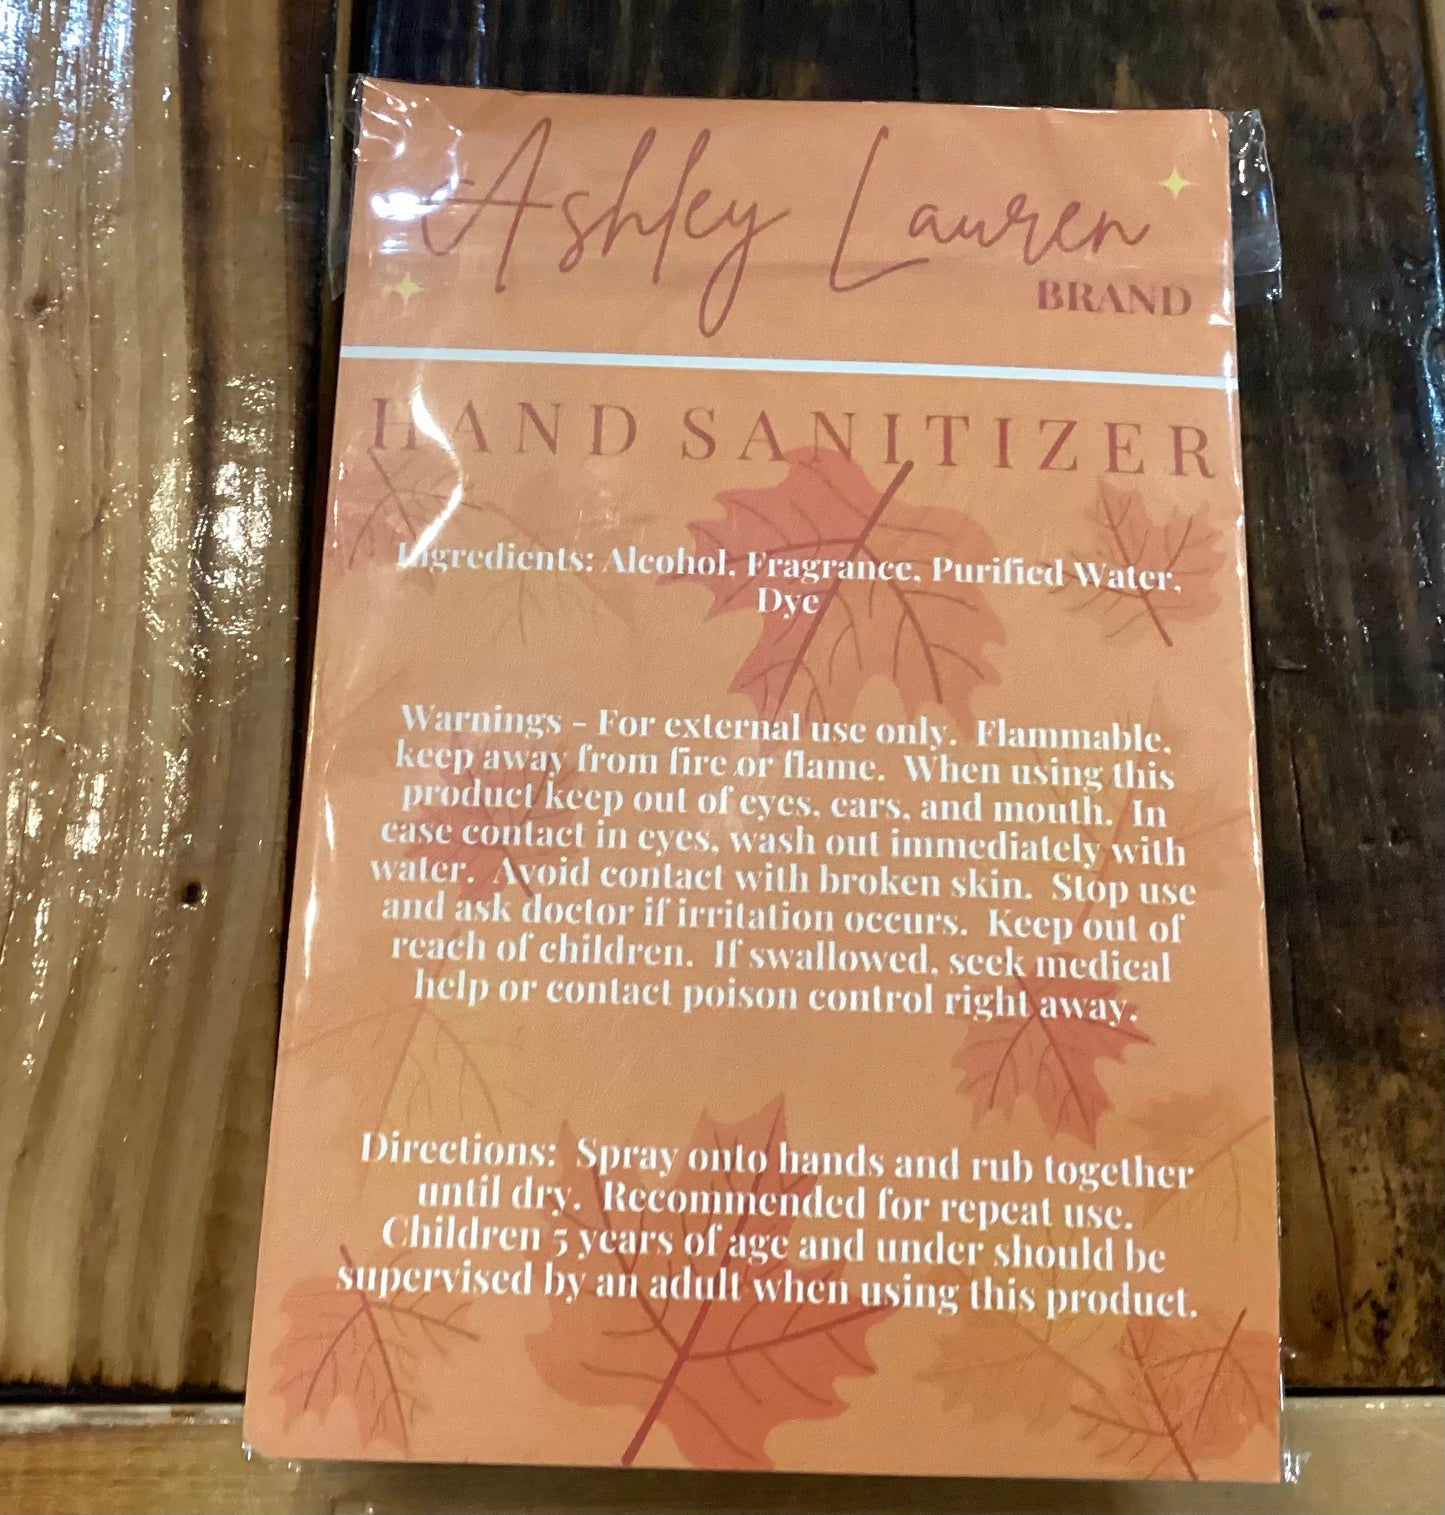 Ashley Lauren
BRAND
HAND SANITIZER
Ingredients: Alcohol, Fragrance, Purified Water,
Dye
Warnings - For external use only. Flammable,
keep away from fire or flame. When using this
product keep out of eyes, ears, and mouth. In
case contact in eyes, wash out immediately with
water. Avoid contact with broken skin. Stop use
and ask doctor if irritation occurs. Keep out of
reach of children. If swallowed, seek medical
help or contact poison control right away.
Directions: Spray onto hands and rub together
until dry. Recommended for repeat use.
Children 5 years of age and under should be
supervised by an adult when using this product.